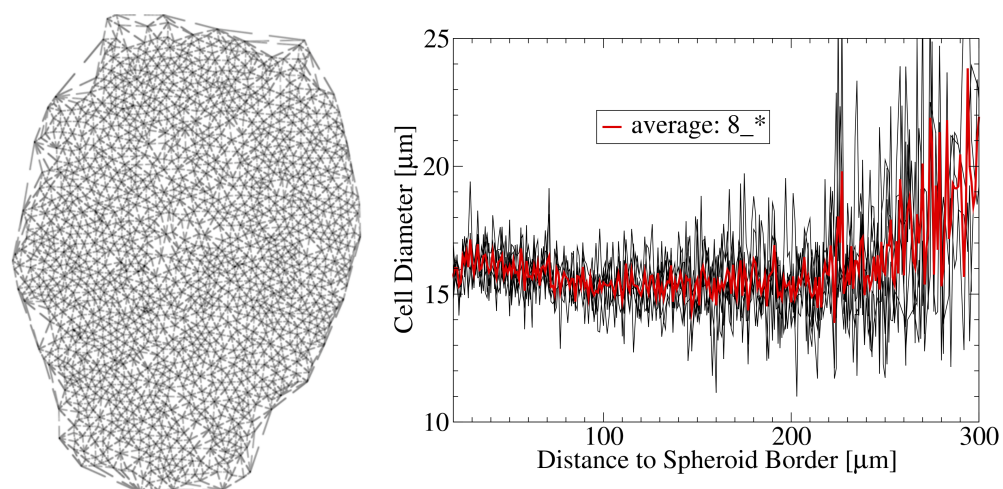 25
20
15
10
Cell Diameter [μm]
average: 8_*
100
200
300
Distance to Spheroid Border [μm]